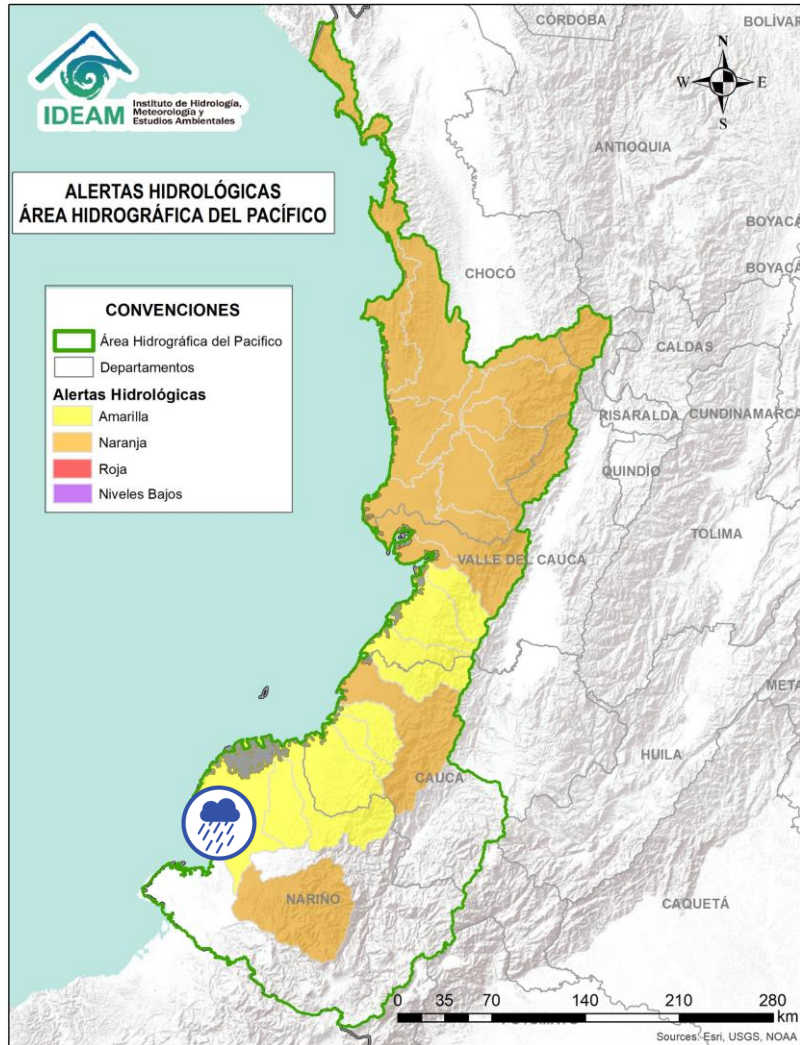 IDEAM
Instituto de Hidrología,
Meteorología y
Estudios Ambientales
ALERTAS HIDROLÓGICAS
ÁREA HIDROGRÁFICA DEL PACÍFICO
CONVENCIONES
Área Hidrográfica del Pacifico
Departamentos
Alertas Hidrológicas
Amarilla
Naranja
Roja
Niveles Bajos
N
W E
S
CÓRDOBA
BOLÍVAR
ANTIOQUIA
BOYACÁ
BOYACÁ
CHOCÓ
CALDAS
RISARALDA
CUNDINAMARCA
QUINDÍO
TOLIMA
VALLE DEL CAUCA
META
HUILA
CAUCA
NARIÑO
CAQUETÁ
0 35 70 140 210 280
km
Sources: Esri, USGS, NOAA